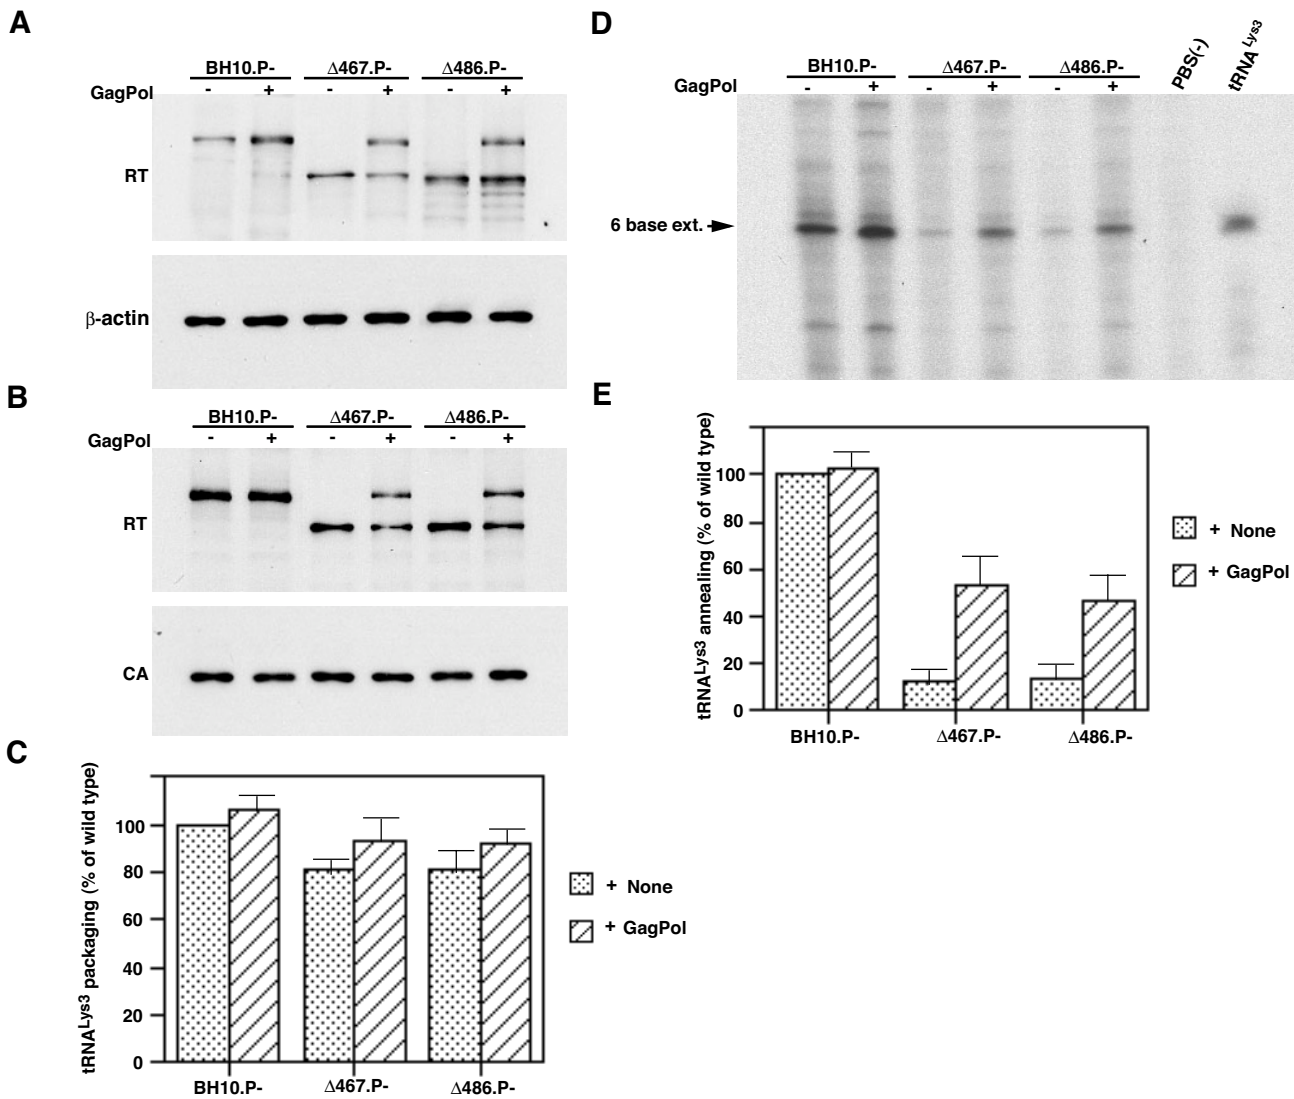 A
BH10.P- Δ467.P- Δ486.P-
GagPol - + - + - +
RT
β-actin
B
BH10.P- Δ467.P- Δ486.P-
GagPol - + - + - +
RT
CA
C
tRNALys3 packaging (% of wild type)
100
80
60
40
20
0
BH10.P- Δ467.P- Δ486.P-
+ None
+ GagPol
D
BH10.P- Δ467.P- Δ486.P- PBS(-) tRNA Lys3
GagPol - + - + - +
6 base ext.
E
tRNALys3 annealing (% of wild type)
100
80
60
40
20
0
BH10.P- Δ467.P- Δ486.P-
+ None
+ GagPol